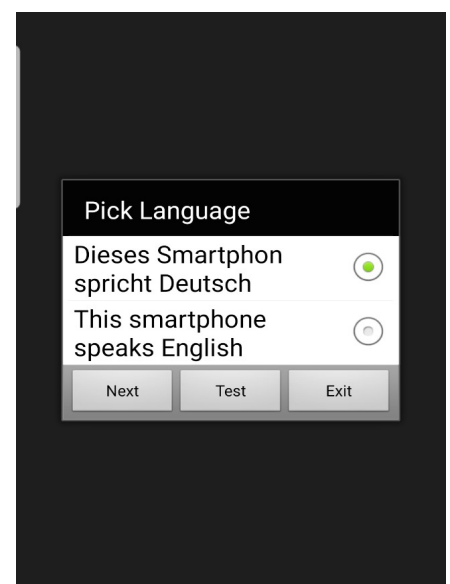 Pick Language
Dieses Smartphon
spricht Deutsch
This smartphone
speaks English
Next Test Exit